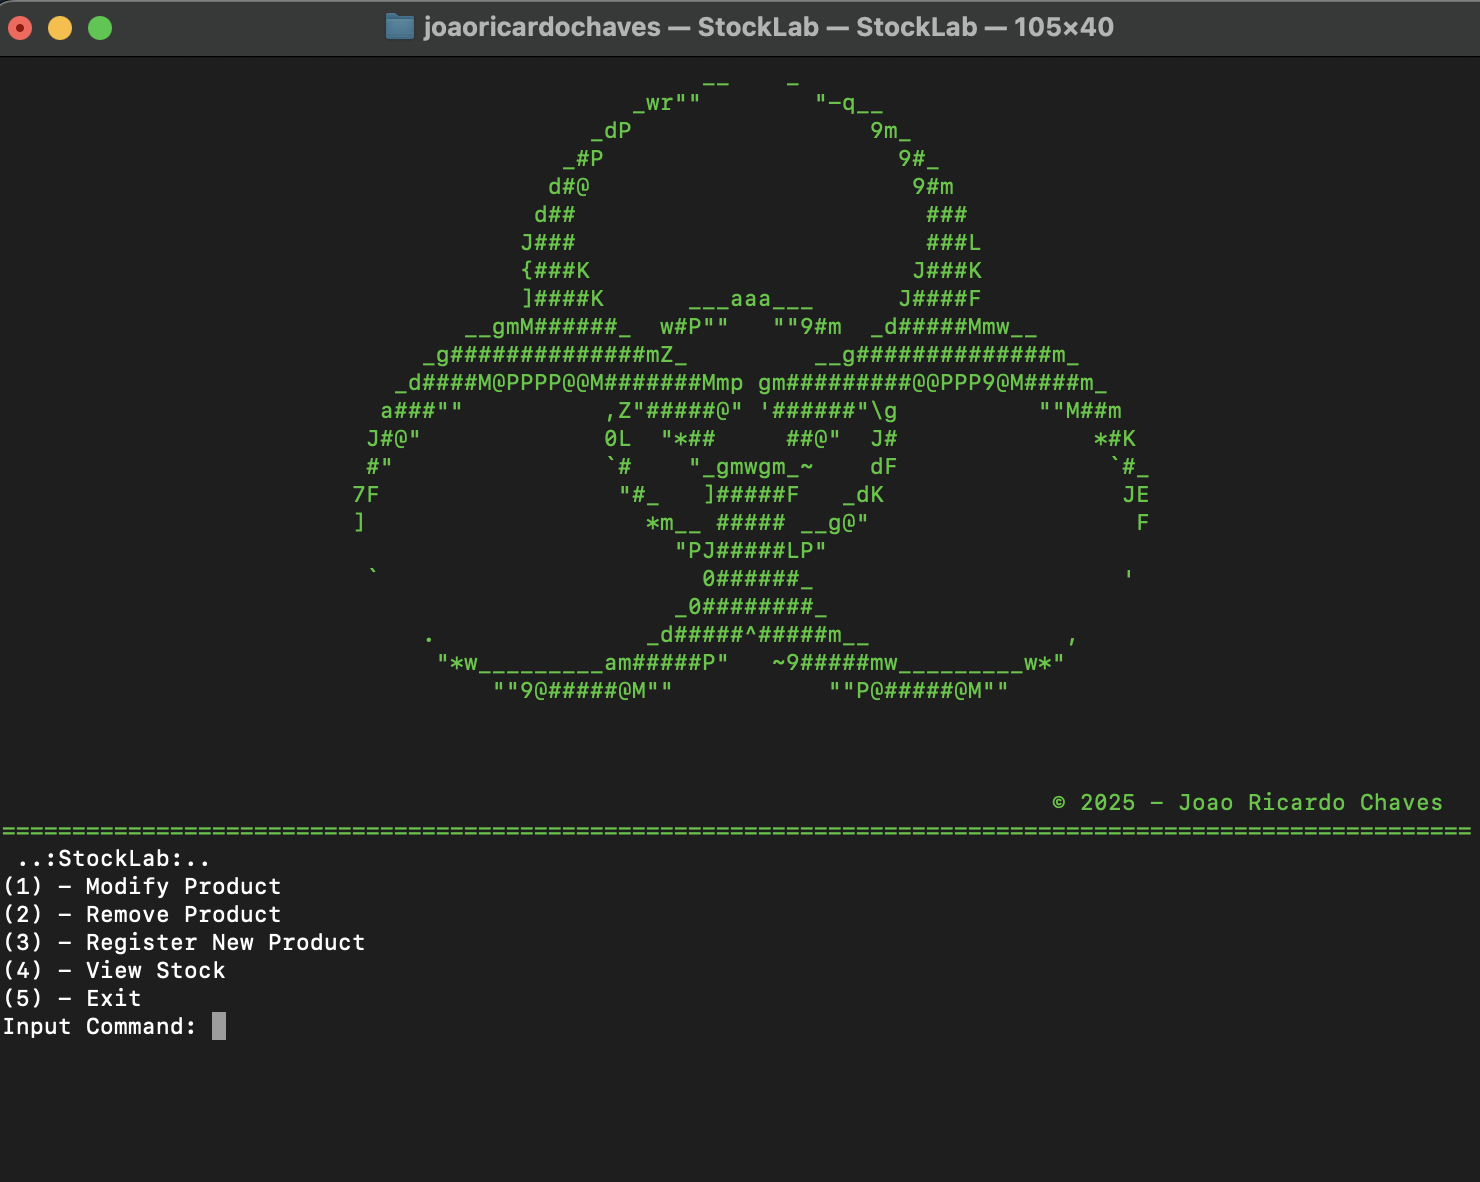 joaoricardochaves — StockLab — StockLab — 105×40
                                                  __    _
                                             _wr""        "-q__
                                          _dP                 9m_
                                        _#P                     9#_
                                       d#@                       9#m
                                      d##                         ###
                                     J###                         ###L
                                     {###K                       J###K
                                     ]####K      ___aaa___      J####F
                                 __gmM######_  w#P""   ""9#m  _d#####Mmw__
                              _g##############mZ_         __g##############m_
                            _d####M@PPPP@@M#######Mmp gm#########@@PPP9@M####m_
                           a###""          ,Z"#####@" '######"\g          ""M##m
                          J#@"             0L  "*##     ##@"  J#              *#K
                          #"               `#    "_gmwgm_~    dF               `#_
                         7F                 "#_   ]#####F   _dK                 JE
                         ]                    *m__ ##### __g@"                   F
                                                "PJ#####LP"
                          `                       0######_                      '
                                                _0########_
                              .               _d#####^#####m__              ,
                               "*w_________am#####P"   ~9#####mw_________w*"
                                   ""9@#####@M""           ""P@#####@M""
© 2025 - Joao Ricardo Chaves
=========================================================================================================
..:StockLab:..
(1) - Modify Product
(2) - Remove Product
(3) - Register New Product
(4) - View Stock
(5) - Exit
Input Command: